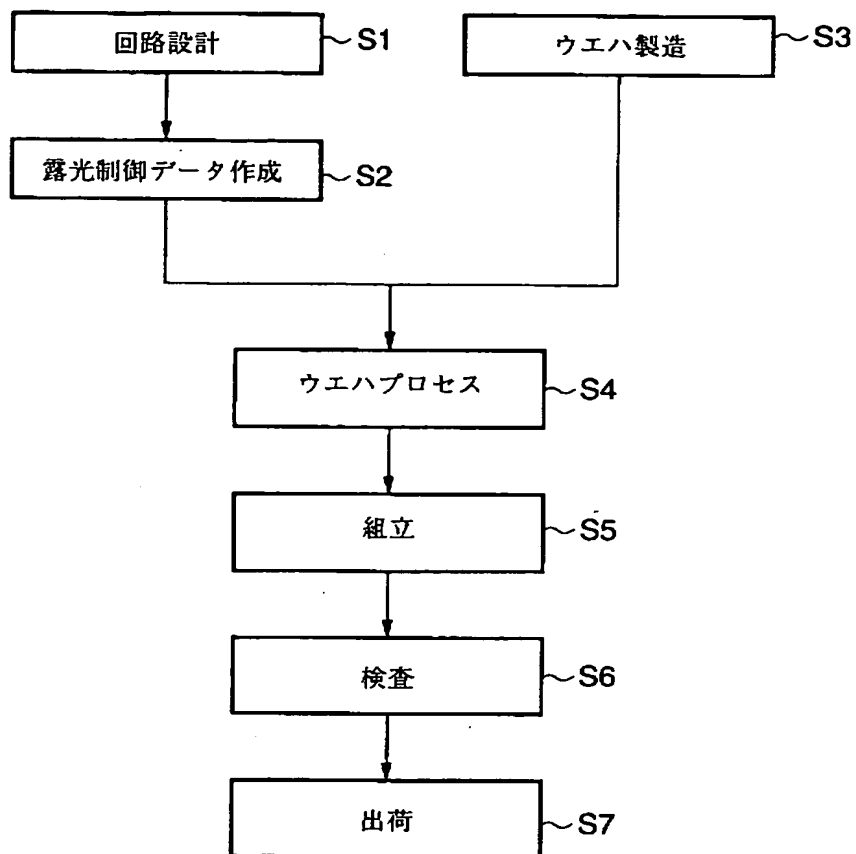 回路設計 S1
ウエハ製造 S3
露光制御データ作成 S2
ウエハプロセス S4
組立 S5
検査 S6
出荷 S7